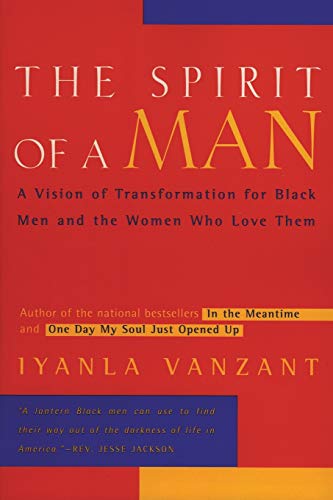 THE SPIRIT
OF A MAN
A Vision of Transformation for Black
Men and the Women Who Love Them
Author of the national bestsellers In the Meantime
and One Day My Soul Just Opened Up
IYANLA VANZANT
"A lantern Black men can use to find
their way out of the darkness of life in
America."—REV. JESSE JACKSON